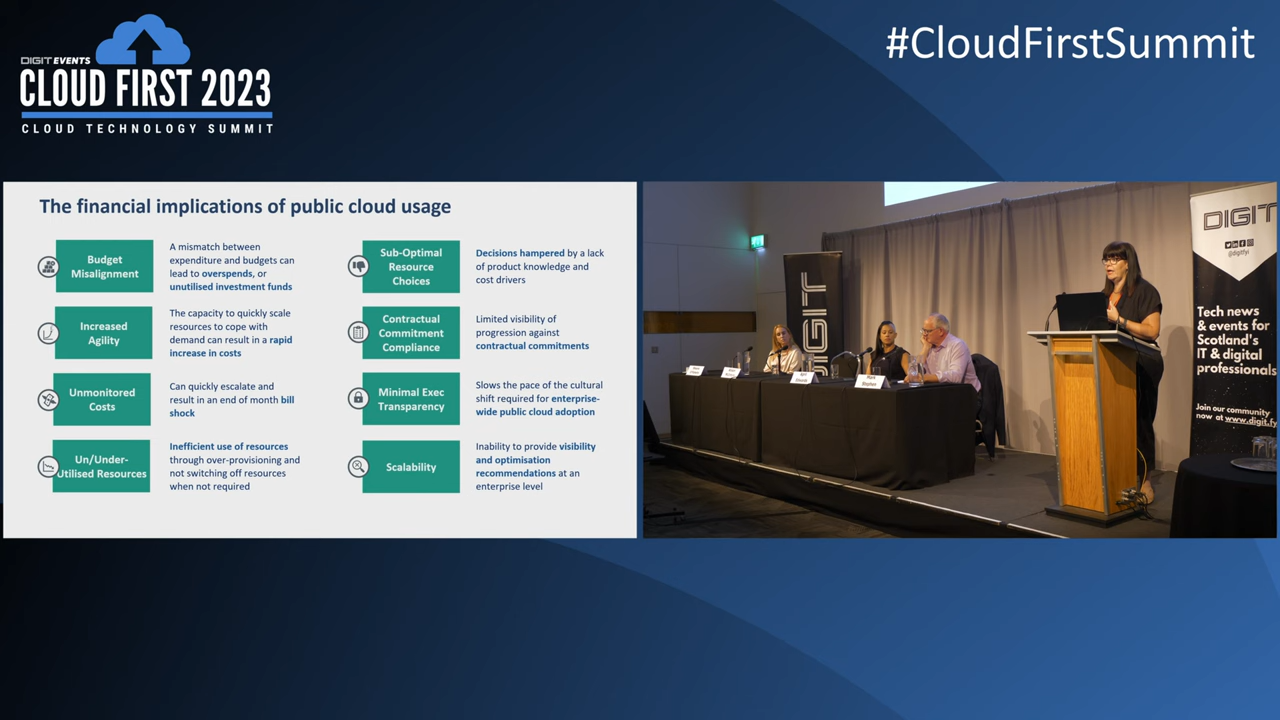 DIGIT EVENTS
CLOUD FIRST 2023
CLOUD TECHNOLOGY SUMMIT
#CloudFirstSummit
The financial implications of public cloud usage
Budget
Misalignment
A mismatch between
expenditure and budgets can
lead to overspends, or
unutilised investment funds
Increased
Agility
The capacity to quickly scale
resources to cope with
demand can result in a rapid
increase in costs
Unmonitored
Costs
Can quickly escalate and
result in an end of month bill
shock
Un/Under-
Utilised Resources
Inefficient use of resources
through over-provisioning and
not switching off resources
when not required
Sub-Optimal
Resource
Choices
Decisions hampered by a lack
of product knowledge and
cost drivers
Contractual
Commitment
Compliance
Limited visibility of
progression against
contractual commitments
Minimal Exec
Transparency
Slows the pace of the cultural
shift required for enterprise-
wide public cloud adoption
Scalability
Inability to provide visibility
and optimisation
recommendations at an
enterprise level
DIGIT
Mark
Stephen
DIGIT
@digitfyi
Tech news
& events for
Scotland's
IT & digital
professionals
Join our community
now at www.digit.fy